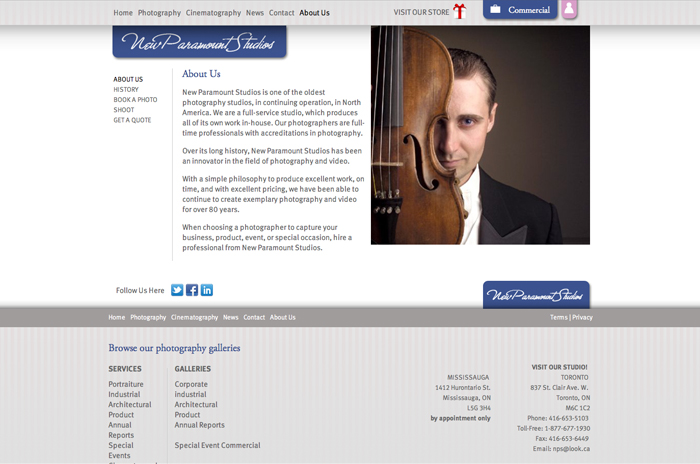 Home Photography Cinematography News Contact About Us
VISIT OUR STORE
Commercial
New Paramount Studios
ABOUT US
HISTORY
BOOK A PHOTO
SHOOT
GET A QUOTE
About Us
New Paramount Studios is one of the oldest
photography studios, in continuing operation, in North
America. We are a full-service studio, which produces
all of its own work in-house. Our photographers are full-
time professionals with accreditations in photography.
Over its long history, New Paramount Studios has been
an innovator in the field of photography and video.
With a simple philosophy to produce excellent work, on
time, and with excellent pricing, we have been able to
continue to create exemplary photography and video
for over 80 years.
When choosing a photographer to capture your
business, product, event, or special occasion, hire a
professional from New Paramount Studios.
Follow Us Here
New Paramount Studios
Home Photography Cinematography News Contact About Us
Terms | Privacy
Browse our photography galleries
SERVICES
Portraiture
Industrial
Architectural
Product
Annual
Reports
Special
Events
GALLERIES
Corporate
industrial
Architectural
Product
Annual Reports
Special Event Commercial
MISSISSAUGA
1412 Hurontario St.
Mississauga, ON
L5G 3H4
by appointment only
VISIT OUR STUDIO!
TORONTO
837 St. Clair Ave. W.
Toronto, ON
M6C 1C2
Phone: 416-653-5103
Toll-Free: 1-877-677-1930
Fax: 416-653-6449
Email: nps@look.ca